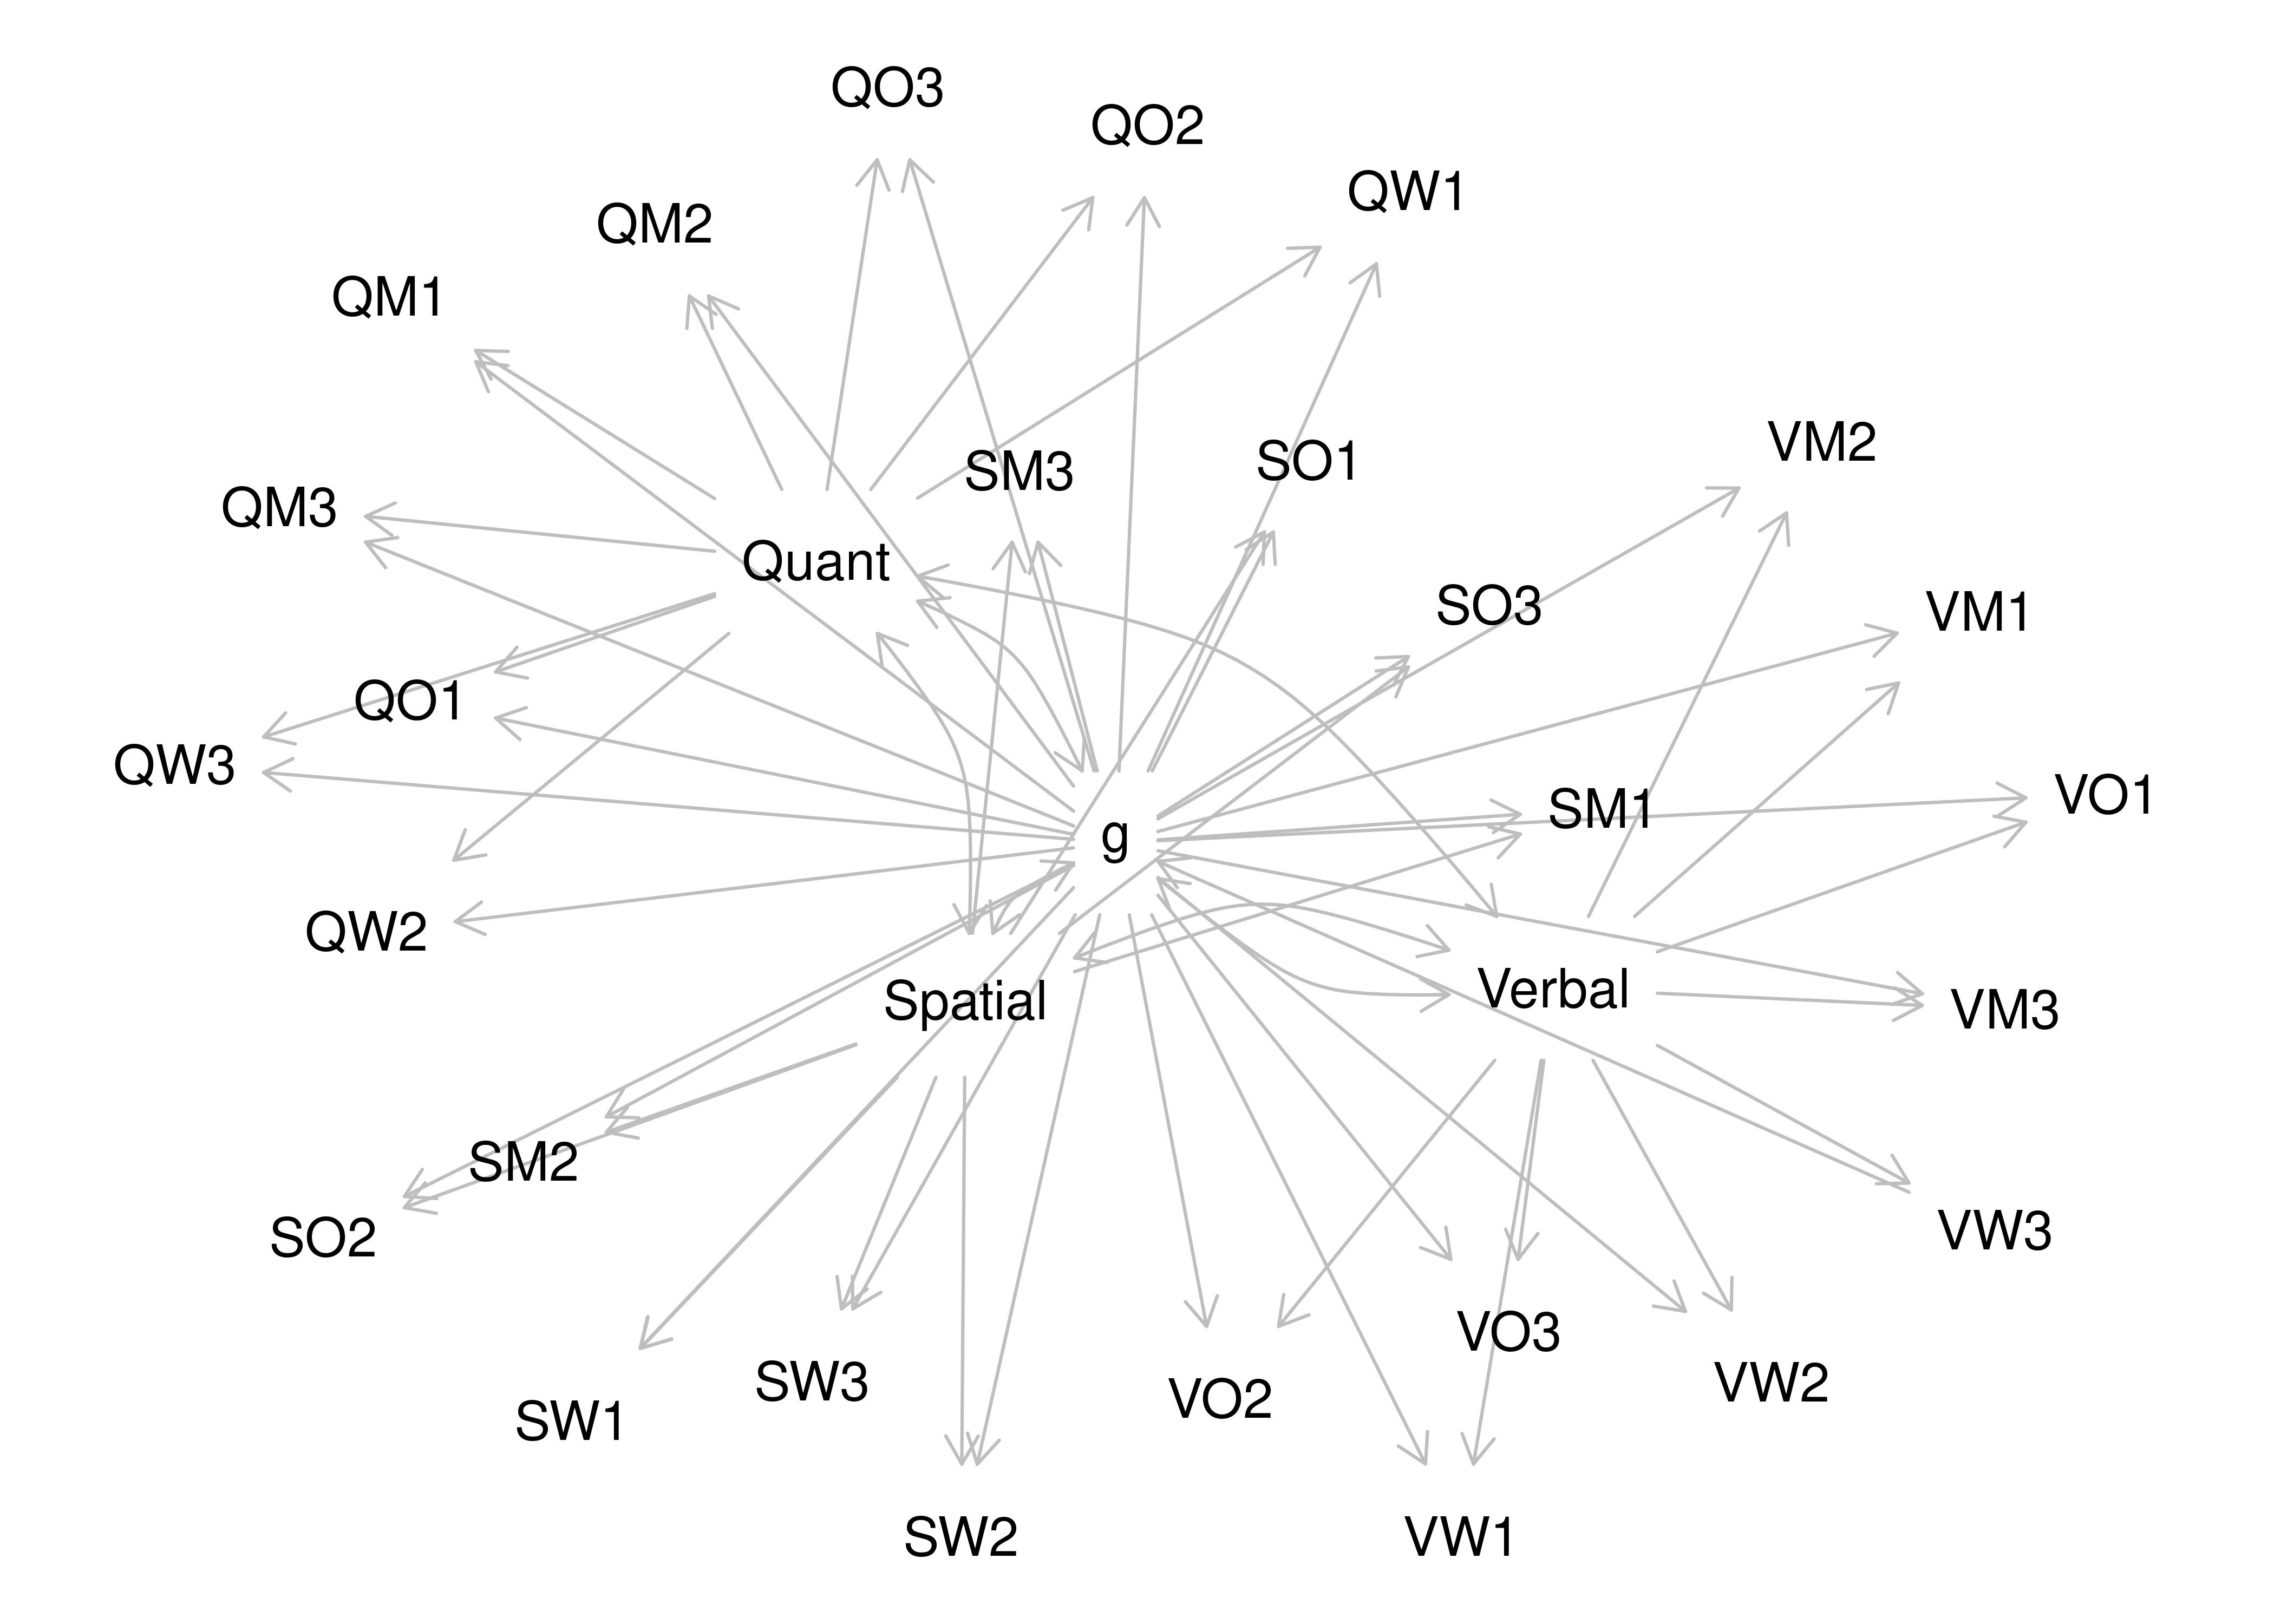 QO3
QO2
QW1
QM2
QM1
VM2
SO1
SM3
QM3
Quant
SO3
VM1
QO1
QW3
VO1
SM1
g
QW2
Verbal
Spatial
VM3
SM2
VW3
SO2
VO3
SW3
VW2
VO2
SW1
SW2
VW1